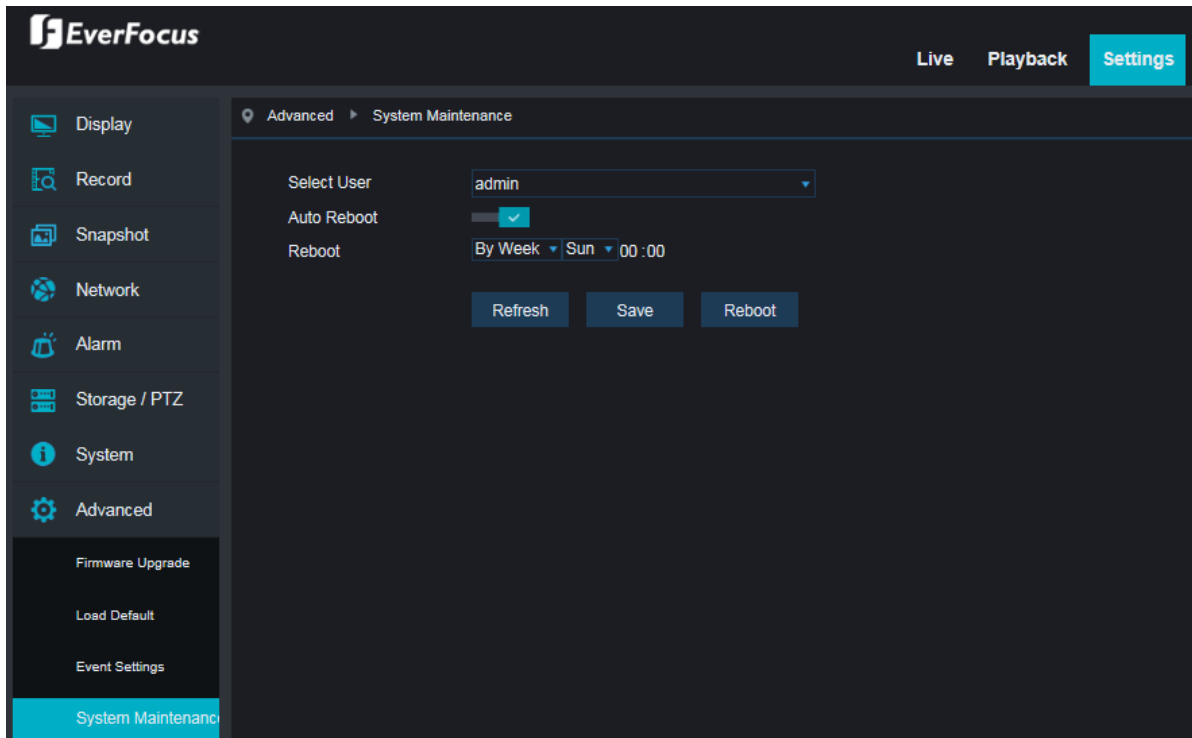 EverFocus
Live Playback Settings
Display
Record
Snapshot
Network
Alarm
Storage / PTZ
System
Advanced
Firmware Upgrade
Load Default
Event Settings
System Maintenance
Advanced System Maintenance
Select User admin
Auto Reboot
Reboot By Week Sun 00 :00
Refresh Save Reboot